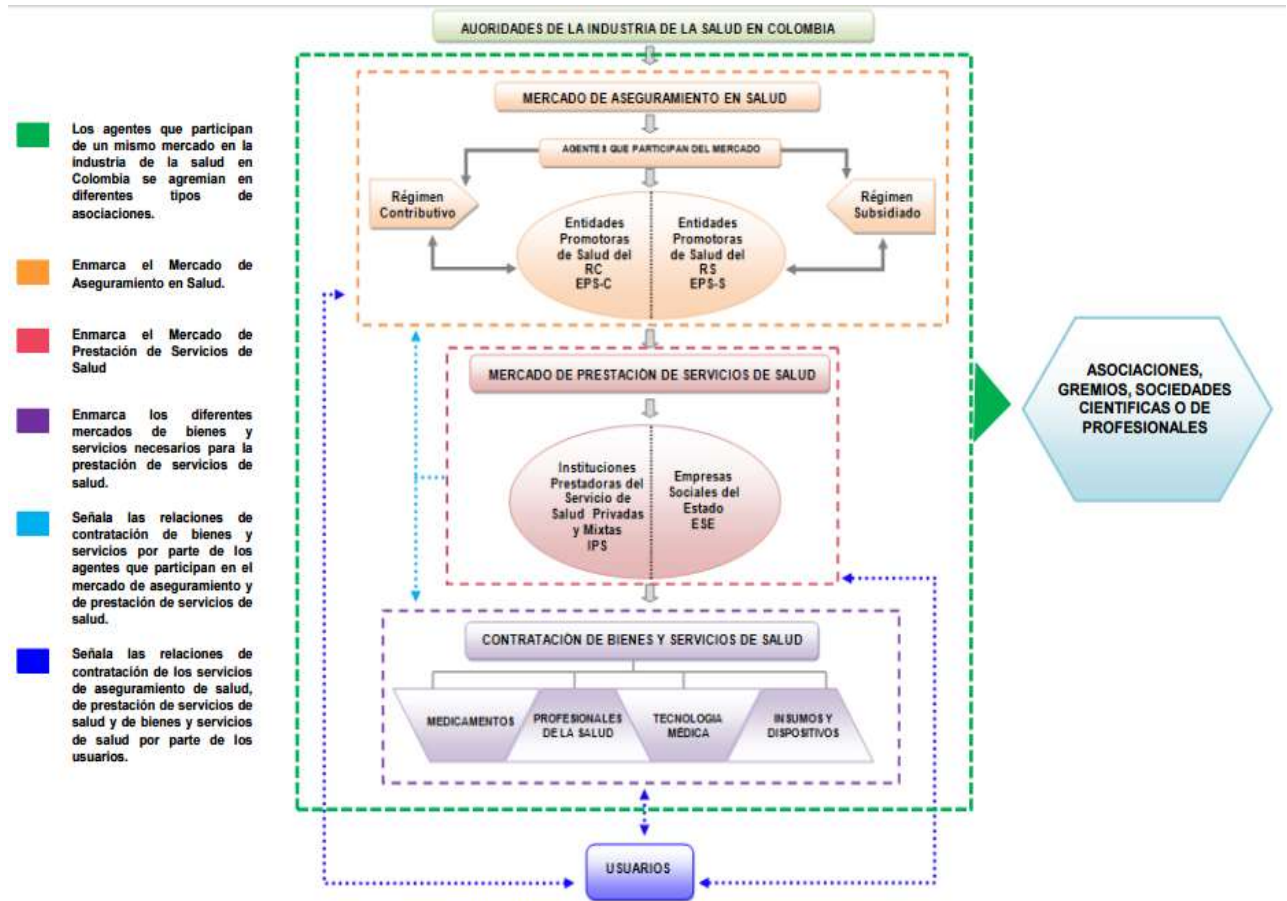 AUORIDADES DE LA INDUSTRIA DE LA SALUD EN COLOMBIA
MERCADO DE ASEGURAMIENTO EN SALUD
AGENTES QUE PARTICIPAN DEL MERCADO
Régimen
Contributivo
Régimen
Subsidiado
Entidades
Promotoras
de Salud del
RC
EPS-C
Entidades
Promotoras
de Salud del
RS
EPS-S
MERCADO DE PRESTACIÓN DE SERVICIOS DE SALUD
Instituciones
Prestadoras del
Servicio de
Salud Privadas
y Mixtas
IPS
Empresas
Sociales del
Estado
ESE
CONTRATACIÓN DE BIENES Y SERVICIOS DE SALUD
MEDICAMENTOS
PROFESIONALES
DE LA SALUD
TECNOLOGIA
MÉDICA
INSUMOS Y
DISPOSITIVOS
USUARIOS
ASOCIACIONES,
GREMIOS, SOCIEDADES
CIENTIFICAS O DE
PROFESIONALES
Los agentes que participan
de un mismo mercado en la
industria de la salud en
Colombia se agremian en
diferentes tipos de
asociaciones.
Enmarca el Mercado de
Aseguramiento en Salud.
Enmarca el Mercado de
Prestación de Servicios de
Salud
Enmarca los diferentes
mercados de bienes y
servicios necesarios para la
prestación de servicios de
salud.
Señala las relaciones de
contratación de bienes y
servicios por parte de los
agentes que participan en el
mercado de aseguramiento y
de prestación de servicios de
salud.
Señala las relaciones de
contratación de los servicios
de aseguramiento de salud,
de prestación de servicios de
salud y de bienes y servicios
de salud por parte de los
usuarios.